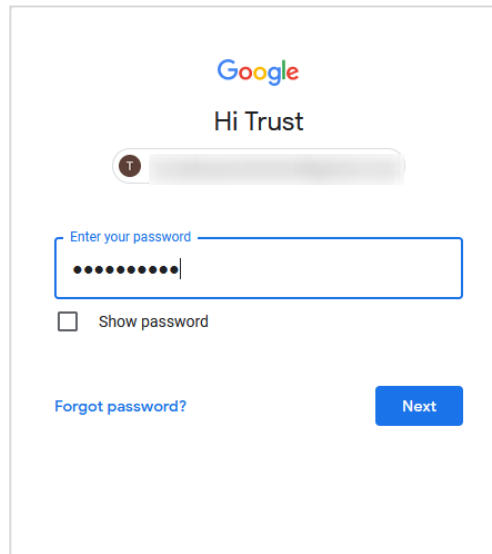 Google
Hi Trust
T
Enter your password
••••••••••
Show password
Forgot password?
Next